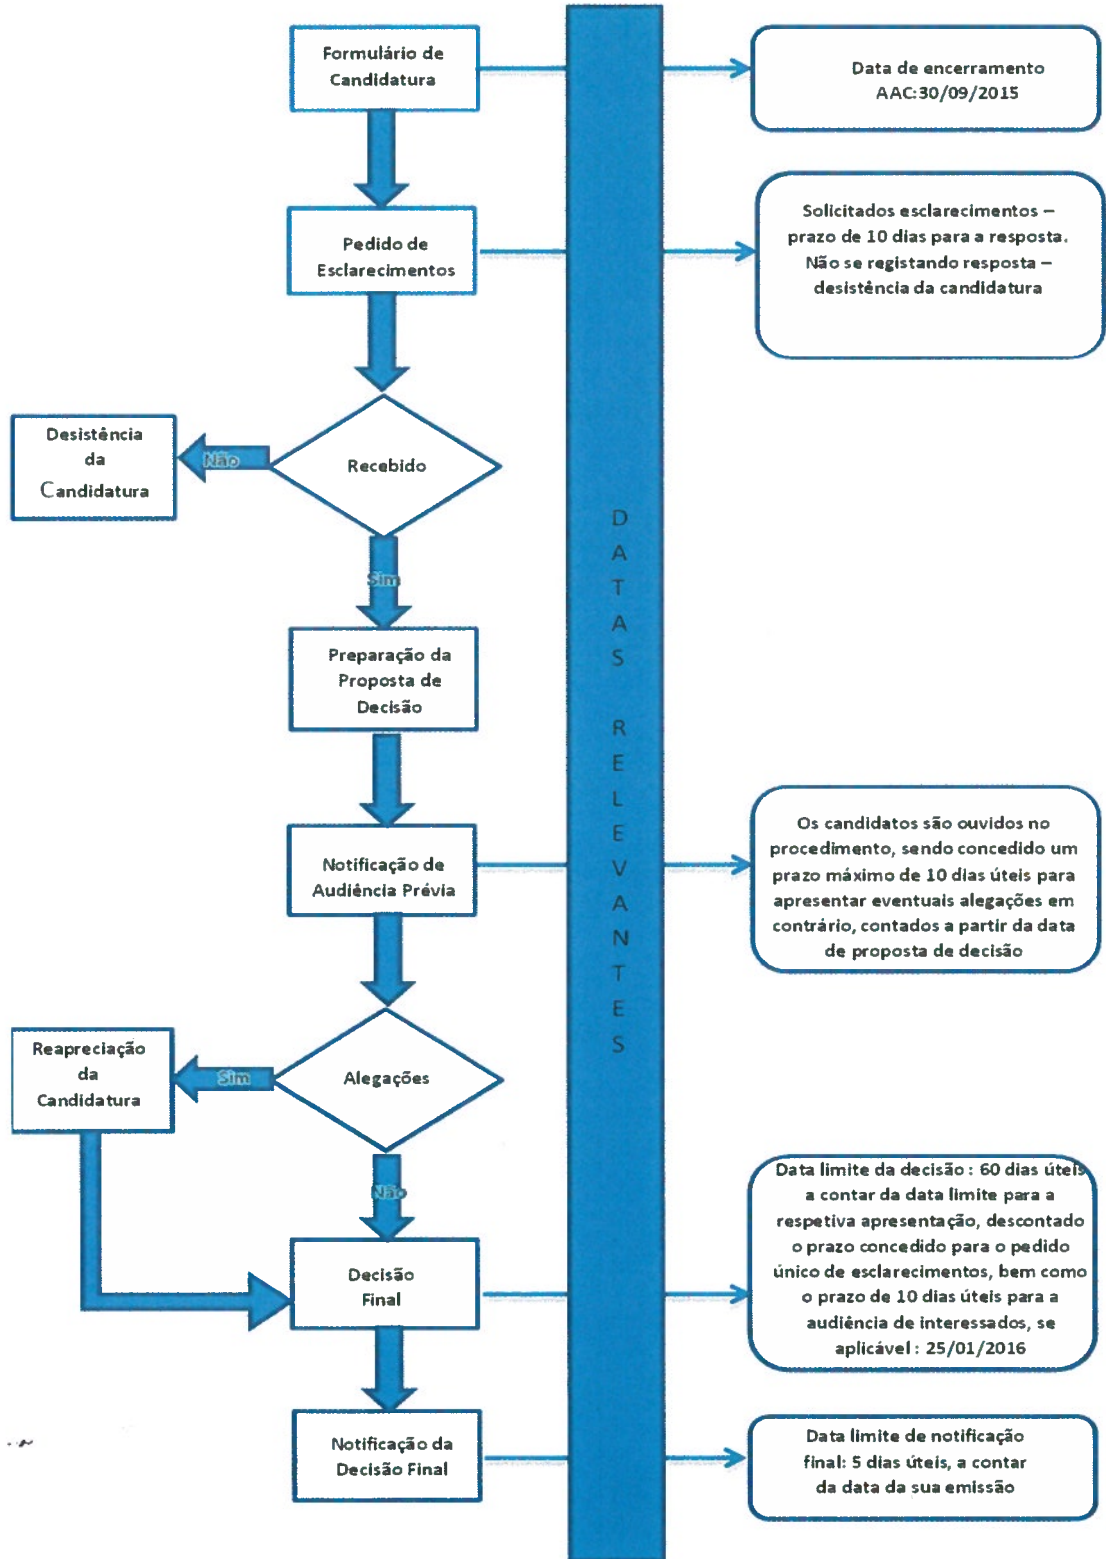 Formulário de
Candidatura
Data de encerramento
AAC:30/09/2015
Pedido de
Esclarecimentos
Solicitados esclarecimentos –
prazo de 10 dias para a resposta.
Não se registando resposta –
desistência da candidatura
Recebido
Não
Desistência
da
Candidatura
Sim
Preparação da
Proposta de
Decisão
Notificação de
Audiência Prévia
Os candidatos são ouvidos no
procedimento, sendo concedido um
prazo máximo de 10 dias úteis para
apresentar eventuais alegações em
contrário, contados a partir da data
de proposta de decisão
Alegações
Sim
Reapreciação
da
Candidatura
Não
Decisão
Final
Data limite da decisão : 60 dias úteis
a contar da data limite para a
respetiva apresentação, descontado
o prazo concedido para o pedido
único de esclarecimentos, bem como
o prazo de 10 dias úteis para a
audiência de interessados, se
aplicável : 25/01/2016
Notificação da
Decisão Final
Data limite de notificação
final: 5 dias úteis, a contar
da data da sua emissão
DATAS RELEVANTES